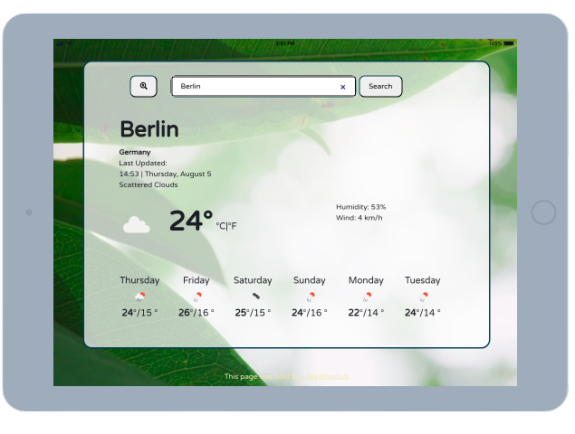 Berlin
×
Search
Berlin
Germany
Last Updated:
14:53 | Thursday, August 5
Scattered Clouds
24° °C|°F
Humidity: 53%
Wind: 4 km/h
Thursday Friday Saturday Sunday Monday Tuesday
24°/15 ° 26°/16 ° 25°/15 ° 24°/16 ° 22°/14 ° 24°/14 °
This page